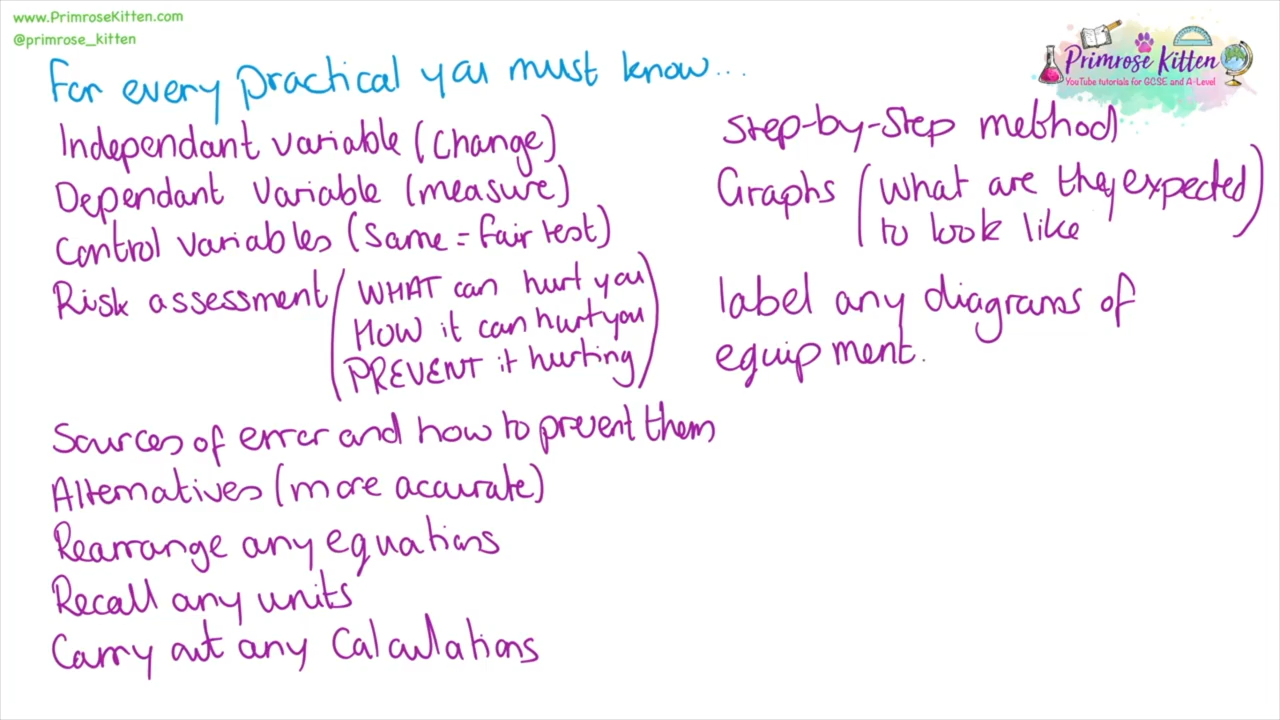 www.PrimroseKitten.com
@primrose_kitten
Primrose Kitten
YouTube tutorials for GCSE and A-Level
For every practical you must know...
Independant variable (change)
Dependant variable (measure)
Control variables (same = fair test)
Risk assessment (WHAT can hurt you
HOW it can hurt you
PREVENT it hurting)
Sources of error and how to prevent them
Alternatives (more accurate)
Rearrange any equations
Recall any units
Carry out any calculations
Step-by-step method
Graphs (what are they expected)
to look like
label any diagrams of
equipment.